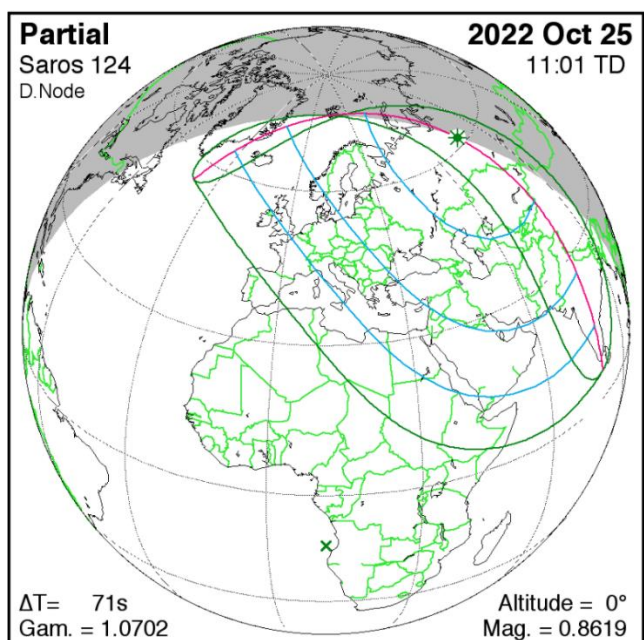 Partial
Saros 124
D.Node
2022 Oct 25
11:01 TD
ΔT= 71s
Gam. = 1.0702
Altitude = 0°
Mag. = 0.8619